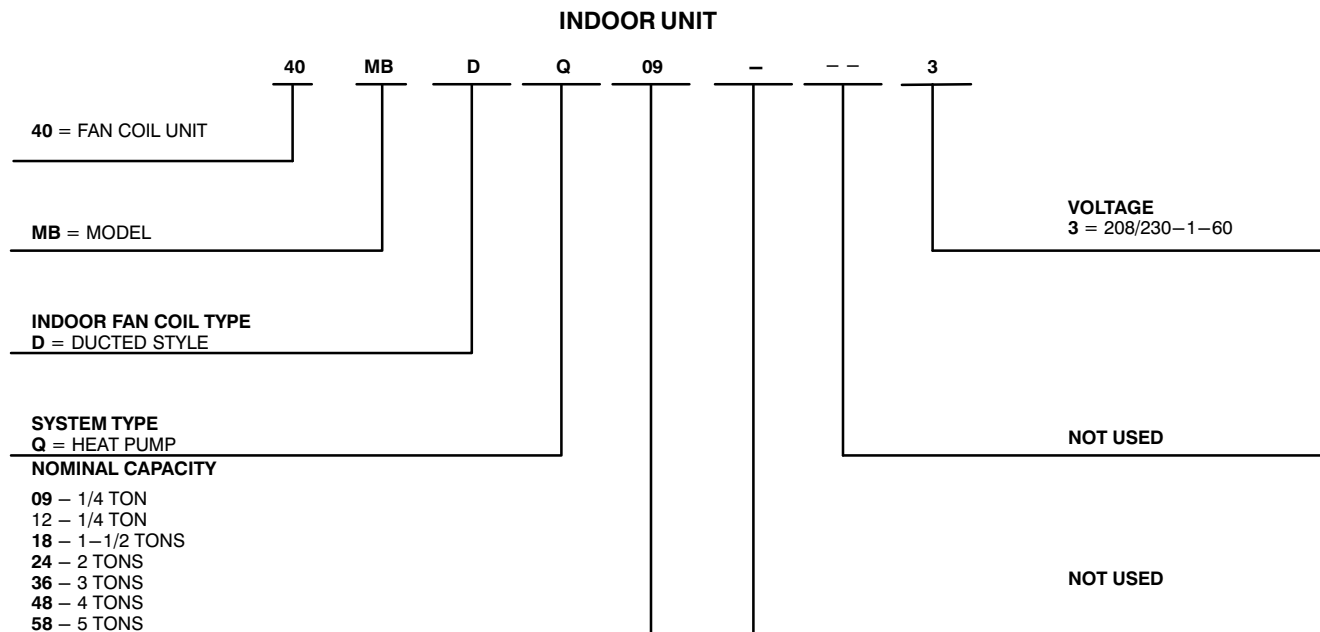 INDOOR UNIT
40 MB D Q 09 – – – 3
40 = FAN COIL UNIT
VOLTAGE
3 = 208/230–1–60
MB = MODEL
INDOOR FAN COIL TYPE
D = DUCTED STYLE
SYSTEM TYPE
Q = HEAT PUMP
NOT USED
NOMINAL CAPACITY
09 – 1/4 TON
12 – 1/4 TON
18 – 1–1/2 TONS
24 – 2 TONS
36 – 3 TONS
NOT USED
48 – 4 TONS
58 – 5 TONS